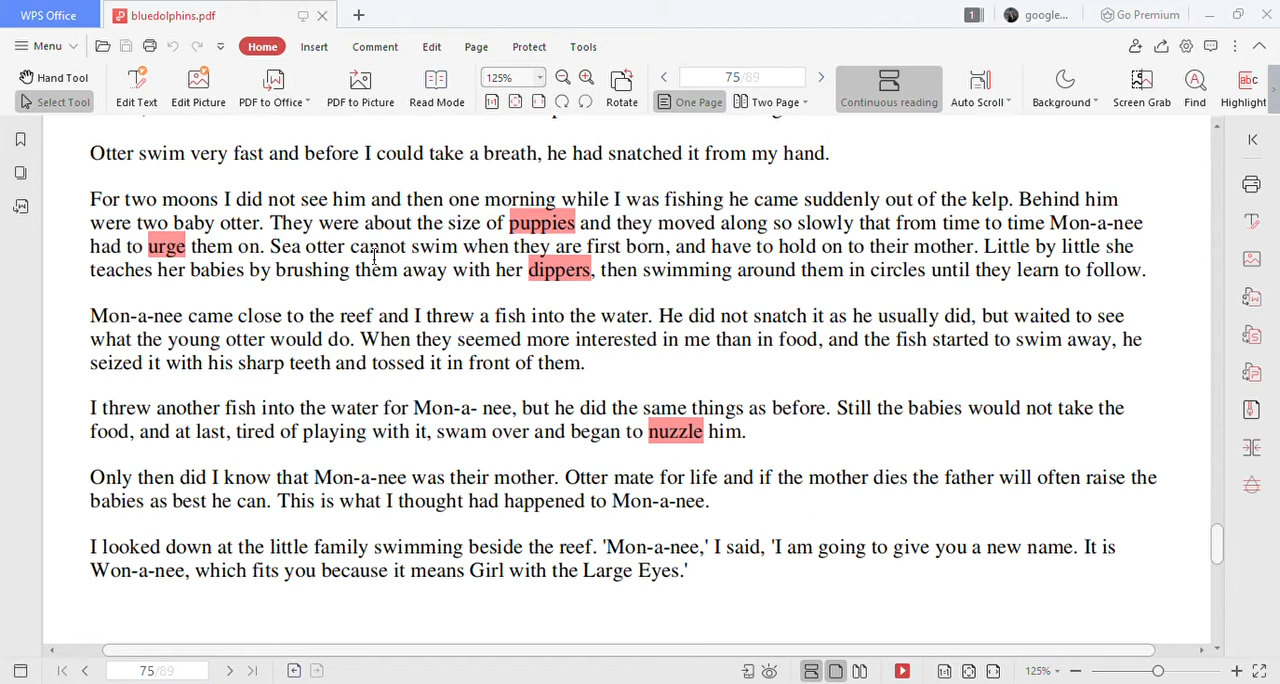 WPS Office bluedolphins.pdf google... Go Premium
Menu Home Insert Comment Edit Page Protect Tools
Hand Tool 125% 75/89
Select Tool Edit Text Edit Picture PDF to Office PDF to Picture Read Mode Rotate One Page Two Page Continuous reading Auto Scroll Background Screen Grab Find Highlight
Otter swim very fast and before I could take a breath, he had snatched it from my hand.
For two moons I did not see him and then one morning while I was fishing he came suddenly out of the kelp. Behind him
were two baby otter. They were about the size of puppies and they moved along so slowly that from time to time Mon-a-nee
had to urge them on. Sea otter cannot swim when they are first born, and have to hold on to their mother. Little by little she
teaches her babies by brushing them away with her dippers, then swimming around them in circles until they learn to follow.
Mon-a-nee came close to the reef and I threw a fish into the water. He did not snatch it as he usually did, but waited to see
what the young otter would do. When they seemed more interested in me than in food, and the fish started to swim away, he
seized it with his sharp teeth and tossed it in front of them.
I threw another fish into the water for Mon-a- nee, but he did the same things as before. Still the babies would not take the
food, and at last, tired of playing with it, swam over and began to nuzzle him.
Only then did I know that Mon-a-nee was their mother. Otter mate for life and if the mother dies the father will often raise the
babies as best he can. This is what I thought had happened to Mon-a-nee.
I looked down at the little family swimming beside the reef. 'Mon-a-nee,' I said, 'I am going to give you a new name. It is
Won-a-nee, which fits you because it means Girl with the Large Eyes.'
75/89 125%